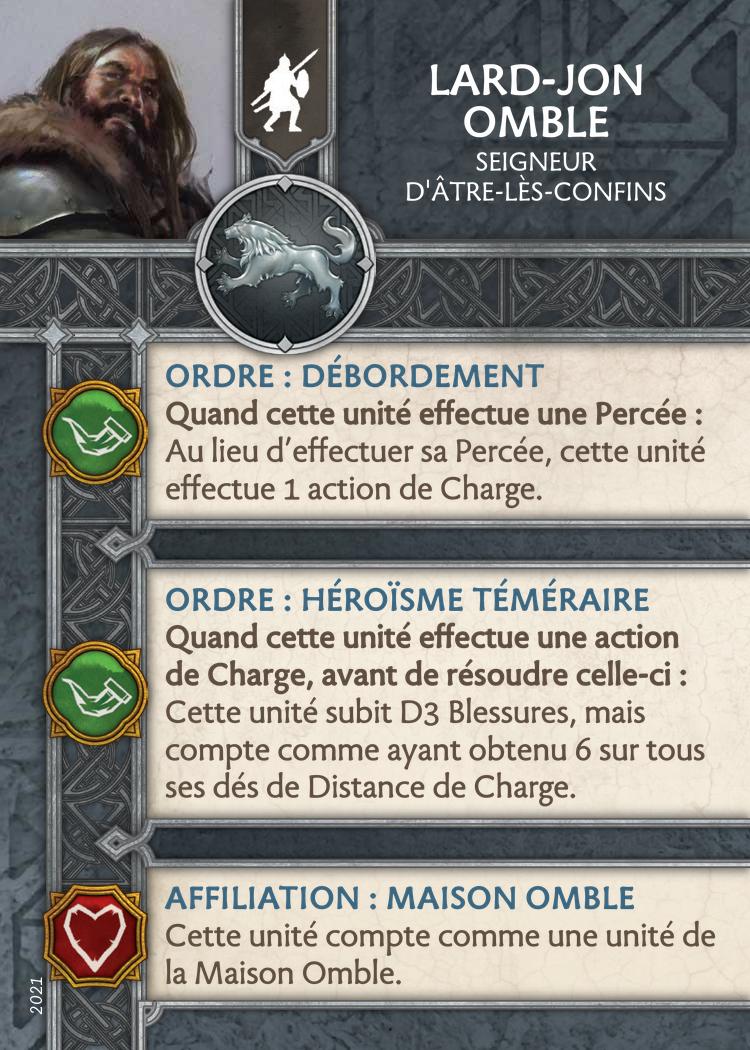 LARD-JON
OMBLE
SEIGNEUR
D'ÂTRE-LÈS-CONFINS
ORDRE : DÉBORDEMENT
Quand cette unité effectue une Percée :
Au lieu d’effectuer sa Percée, cette unité
effectue 1 action de Charge.
ORDRE : HÉROÏSME TÉMÉRAIRE
Quand cette unité effectue une action
de Charge, avant de résoudre celle-ci :
Cette unité subit D3 Blessures, mais
compte comme ayant obtenu 6 sur tous
ses dés de Distance de Charge.
AFFILIATION : MAISON OMBLE
Cette unité compte comme une unité de
la Maison Omble.
2021